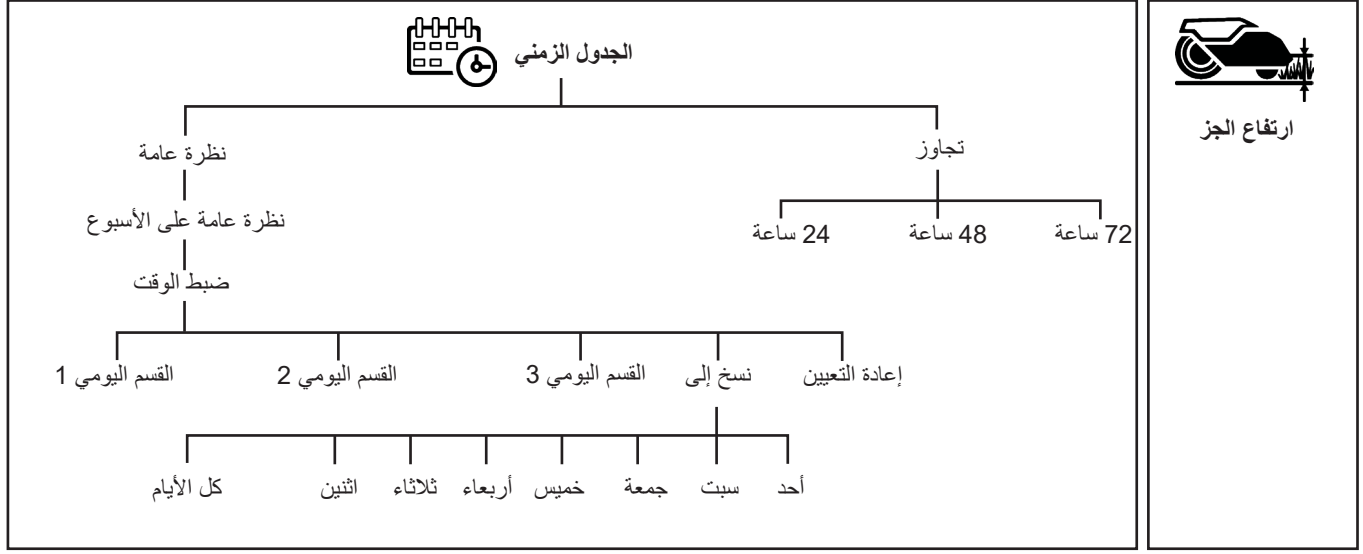 الجدول الزمني
تجاوز
نظرة عامة
72 ساعة
48 ساعة
24 ساعة
نظرة عامة على الأسبوع
ضبط الوقت
إعادة التعيين
نسخ إلى
القسم اليومي 3
القسم اليومي 2
القسم اليومي 1
أحد
سبت
جمعة
خميس
أربعاء
ثلاثاء
اثنين
كل الأيام
ارتفاع الجز